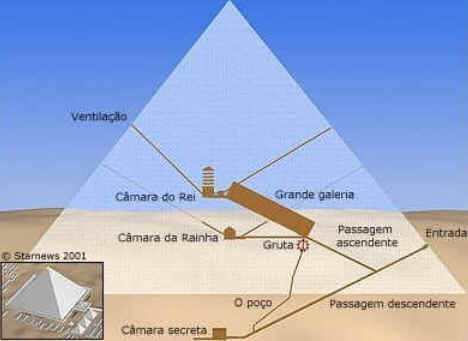 Ventilação
Câmara do Rei
Grande galeria
Câmara da Rainha
Gruta
Passagem
ascendente
Entrada
© Starnews 2001
O poço
Passagem descendente
Câmara secreta